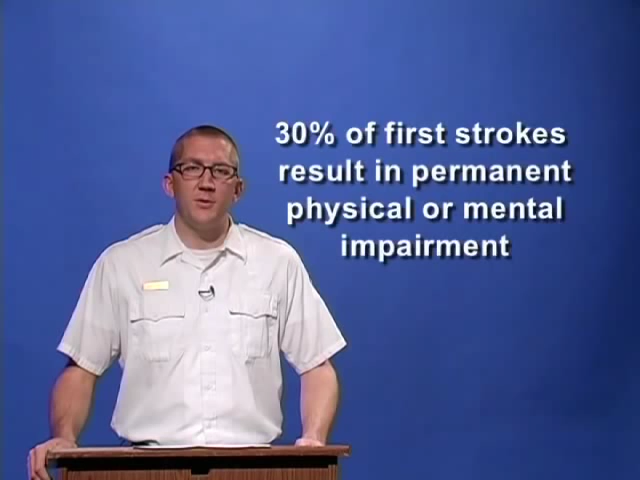 30% of first strokes
result in permanent
physical or mental
impairment